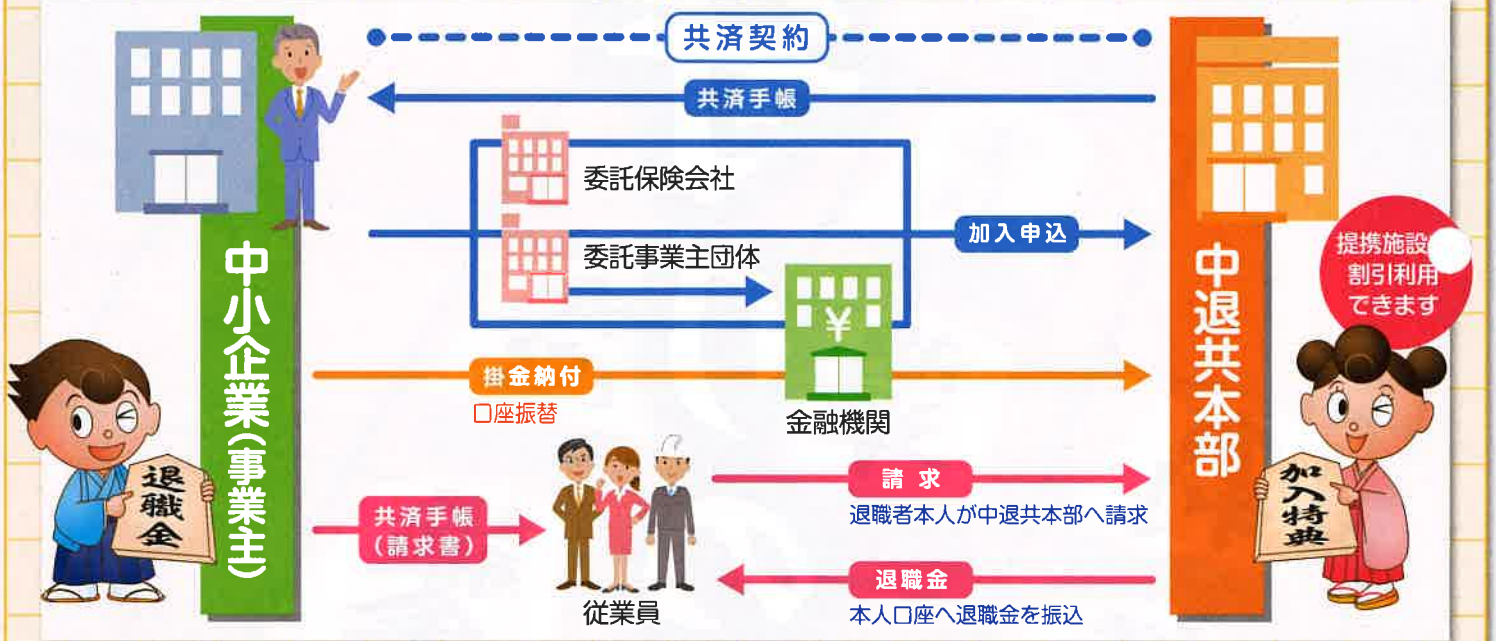 共済契約
共済手帳
委託保険会社
加入申込
委託事業主団体
¥
中小企業(事業主)
中退共本部
提携施設
割引利用
できます
掛金納付
口座振替
金融機関
退職金
加入特典
共済手帳
(請求書)
従業員
請求
退職者本人が中退共本部へ請求
退職金
本人口座へ退職金を振込